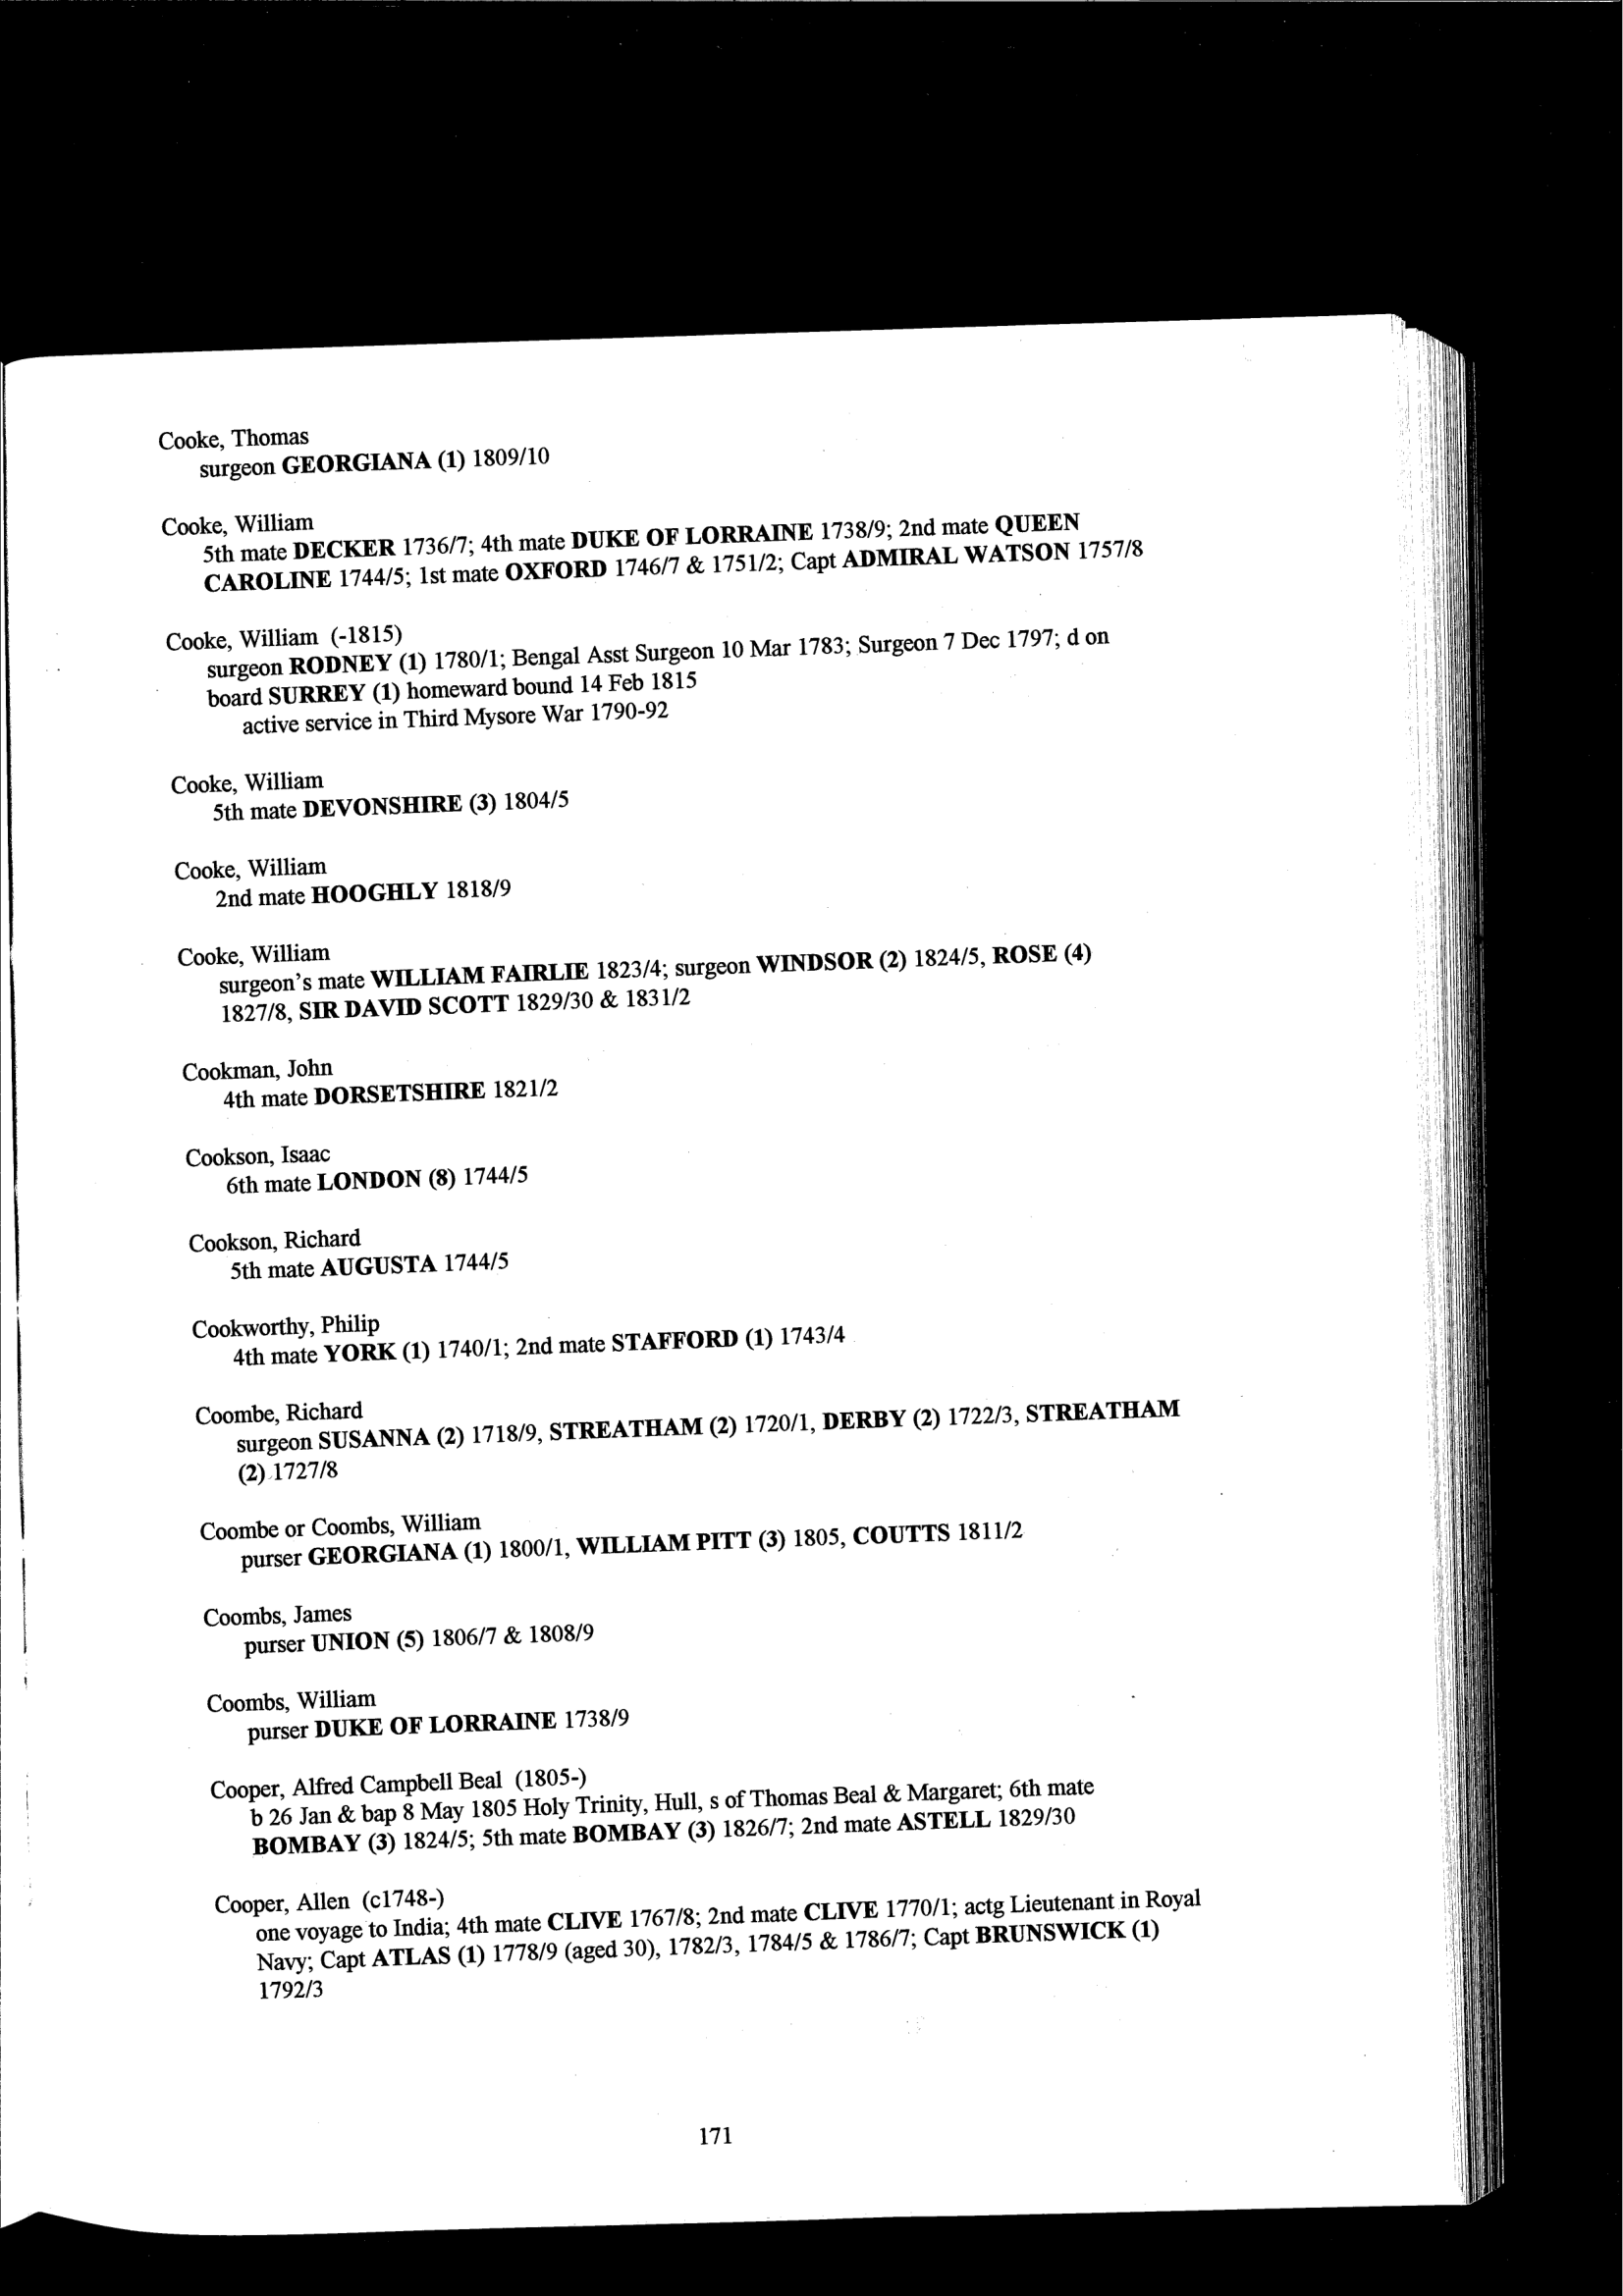 Cooke, Thomas
surgeon GEORGIANA (1) 1809/10
Cooke, William
5th mate DECKER 1736/7; 4th mate DUKE OF LORRAINE 1738/9; 2nd mate QUEEN
CAROLINE 1744/5; 1st mate OXFORD 1746/7 & 1751/2; Capt ADMIRAL WATSON 1757/8
Cooke, William (-1815)
surgeon RODNEY (1) 1780/1; Bengal Asst Surgeon 10 Mar 1783; Surgeon 7 Dec 1797; d on
board SURREY (1) homeward bound 14 Feb 1815
active service in Third Mysore War 1790-92
Cooke, William
5th mate DEVONSHIRE (3) 1804/5
Cooke, William
2nd mate HOOGHLY 1818/9
Cooke, William
surgeon's mate WILLIAM FAIRLIE 1823/4; surgeon WINDSOR (2) 1824/5, ROSE (4)
1827/8, SIR DAVID SCOTT 1829/30 & 1831/2
Cookman, John
4th mate DORSETSHIRE 1821/2
Cookson, Isaac
6th mate LONDON (8) 1744/5
Cookson, Richard
5th mate AUGUSTA 1744/5
Cookworthy, Philip
4th mate YORK (1) 1740/1; 2nd mate STAFFORD (1) 1743/4
Coombe, Richard
surgeon SUSANNA (2) 1718/9, STREATHAM (2) 1720/1, DERBY (2) 1722/3, STREATHAM
(2) 1727/8
Coombe or Coombs, William
purser GEORGIANA (1) 1800/1, WILLIAM PITT (3) 1805, COUTTS 1811/2
Coombs, James
purser UNION (5) 1806/7 & 1808/9
Coombs, William
purser DUKE OF LORRAINE 1738/9
Cooper, Alfred Campbell Beal (1805-)
b 26 Jan & bap 8 May 1805 Holy Trinity, Hull, s of Thomas Beal & Margaret; 6th mate
BOMBAY (3) 1824/5; 5th mate BOMBAY (3) 1826/7; 2nd mate ASTELL 1829/30
Cooper, Allen (c1748-)
one voyage to India; 4th mate CLIVE 1767/8; 2nd mate CLIVE 1770/1; actg Lieutenant in Royal
Navy; Capt ATLAS (1) 1778/9 (aged 30), 1782/3, 1784/5 & 1786/7; Capt BRUNSWICK (1)
1792/3
171